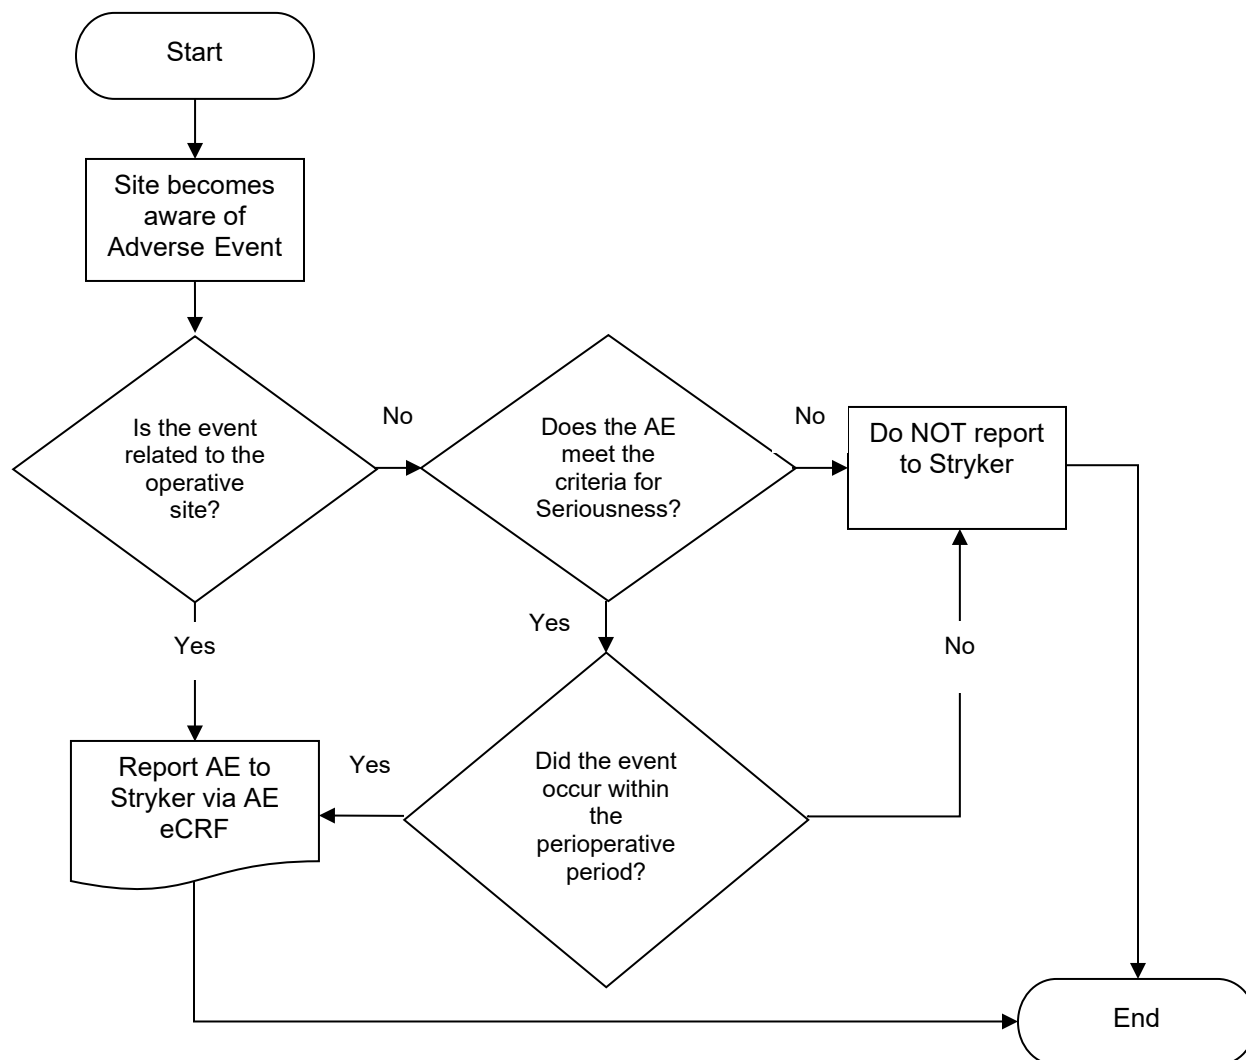 Start
Site becomes
aware of
Adverse Event
Is the event
related to the
operative
site?
No
Does the AE
meet the
criteria for
Seriousness?
No
Do NOT report
to Stryker
Yes
Yes
No
Report AE to
Stryker via AE
eCRF
Yes
Did the event
occur within
the
perioperative
period?
End